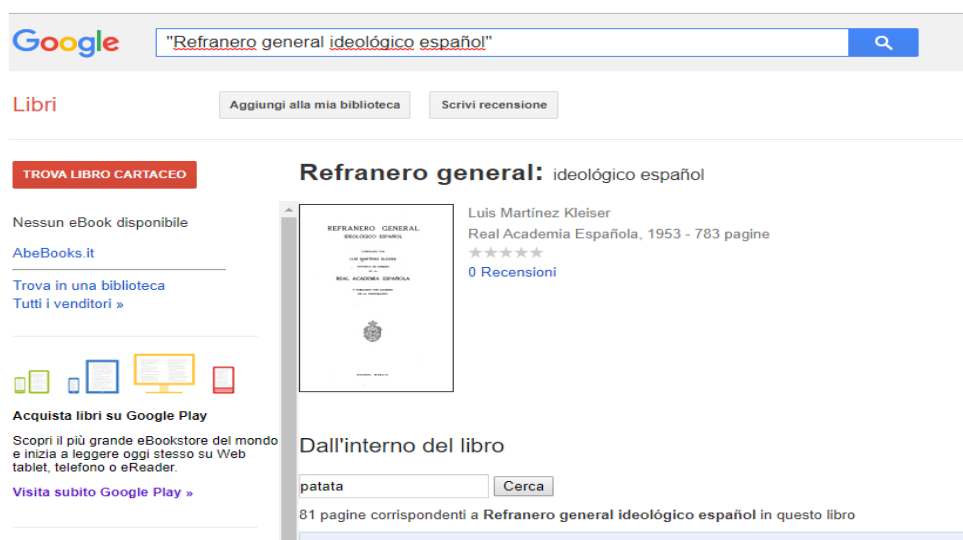 Google
"Refranero general ideológico español"
Libri
Aggiungi alla mia biblioteca
Scrivi recensione
TROVA LIBRO CARTACEO
Nessun eBook disponibile
AbeBooks.it
Trova in una biblioteca
Tutti i venditori »
Acquista libri su Google Play
Scopri il più grande eBookstore del mondo
e inizia a leggere oggi stesso su Web
tablet, telefono o eReader.
Visita subito Google Play »
Refranero general: ideológico español
REFRANERO GENERAL
IDEOLÓGICO ESPAÑOL
LUIS MARTÍNEZ KLEISER
REAL ACADEMIA ESPAÑOLA
Luis Martínez Kleiser
Real Academia Española, 1953 - 783 pagine
0 Recensioni
Dall'interno del libro
patata
Cerca
81 pagine corrispondenti a Refranero general ideológico español in questo libro